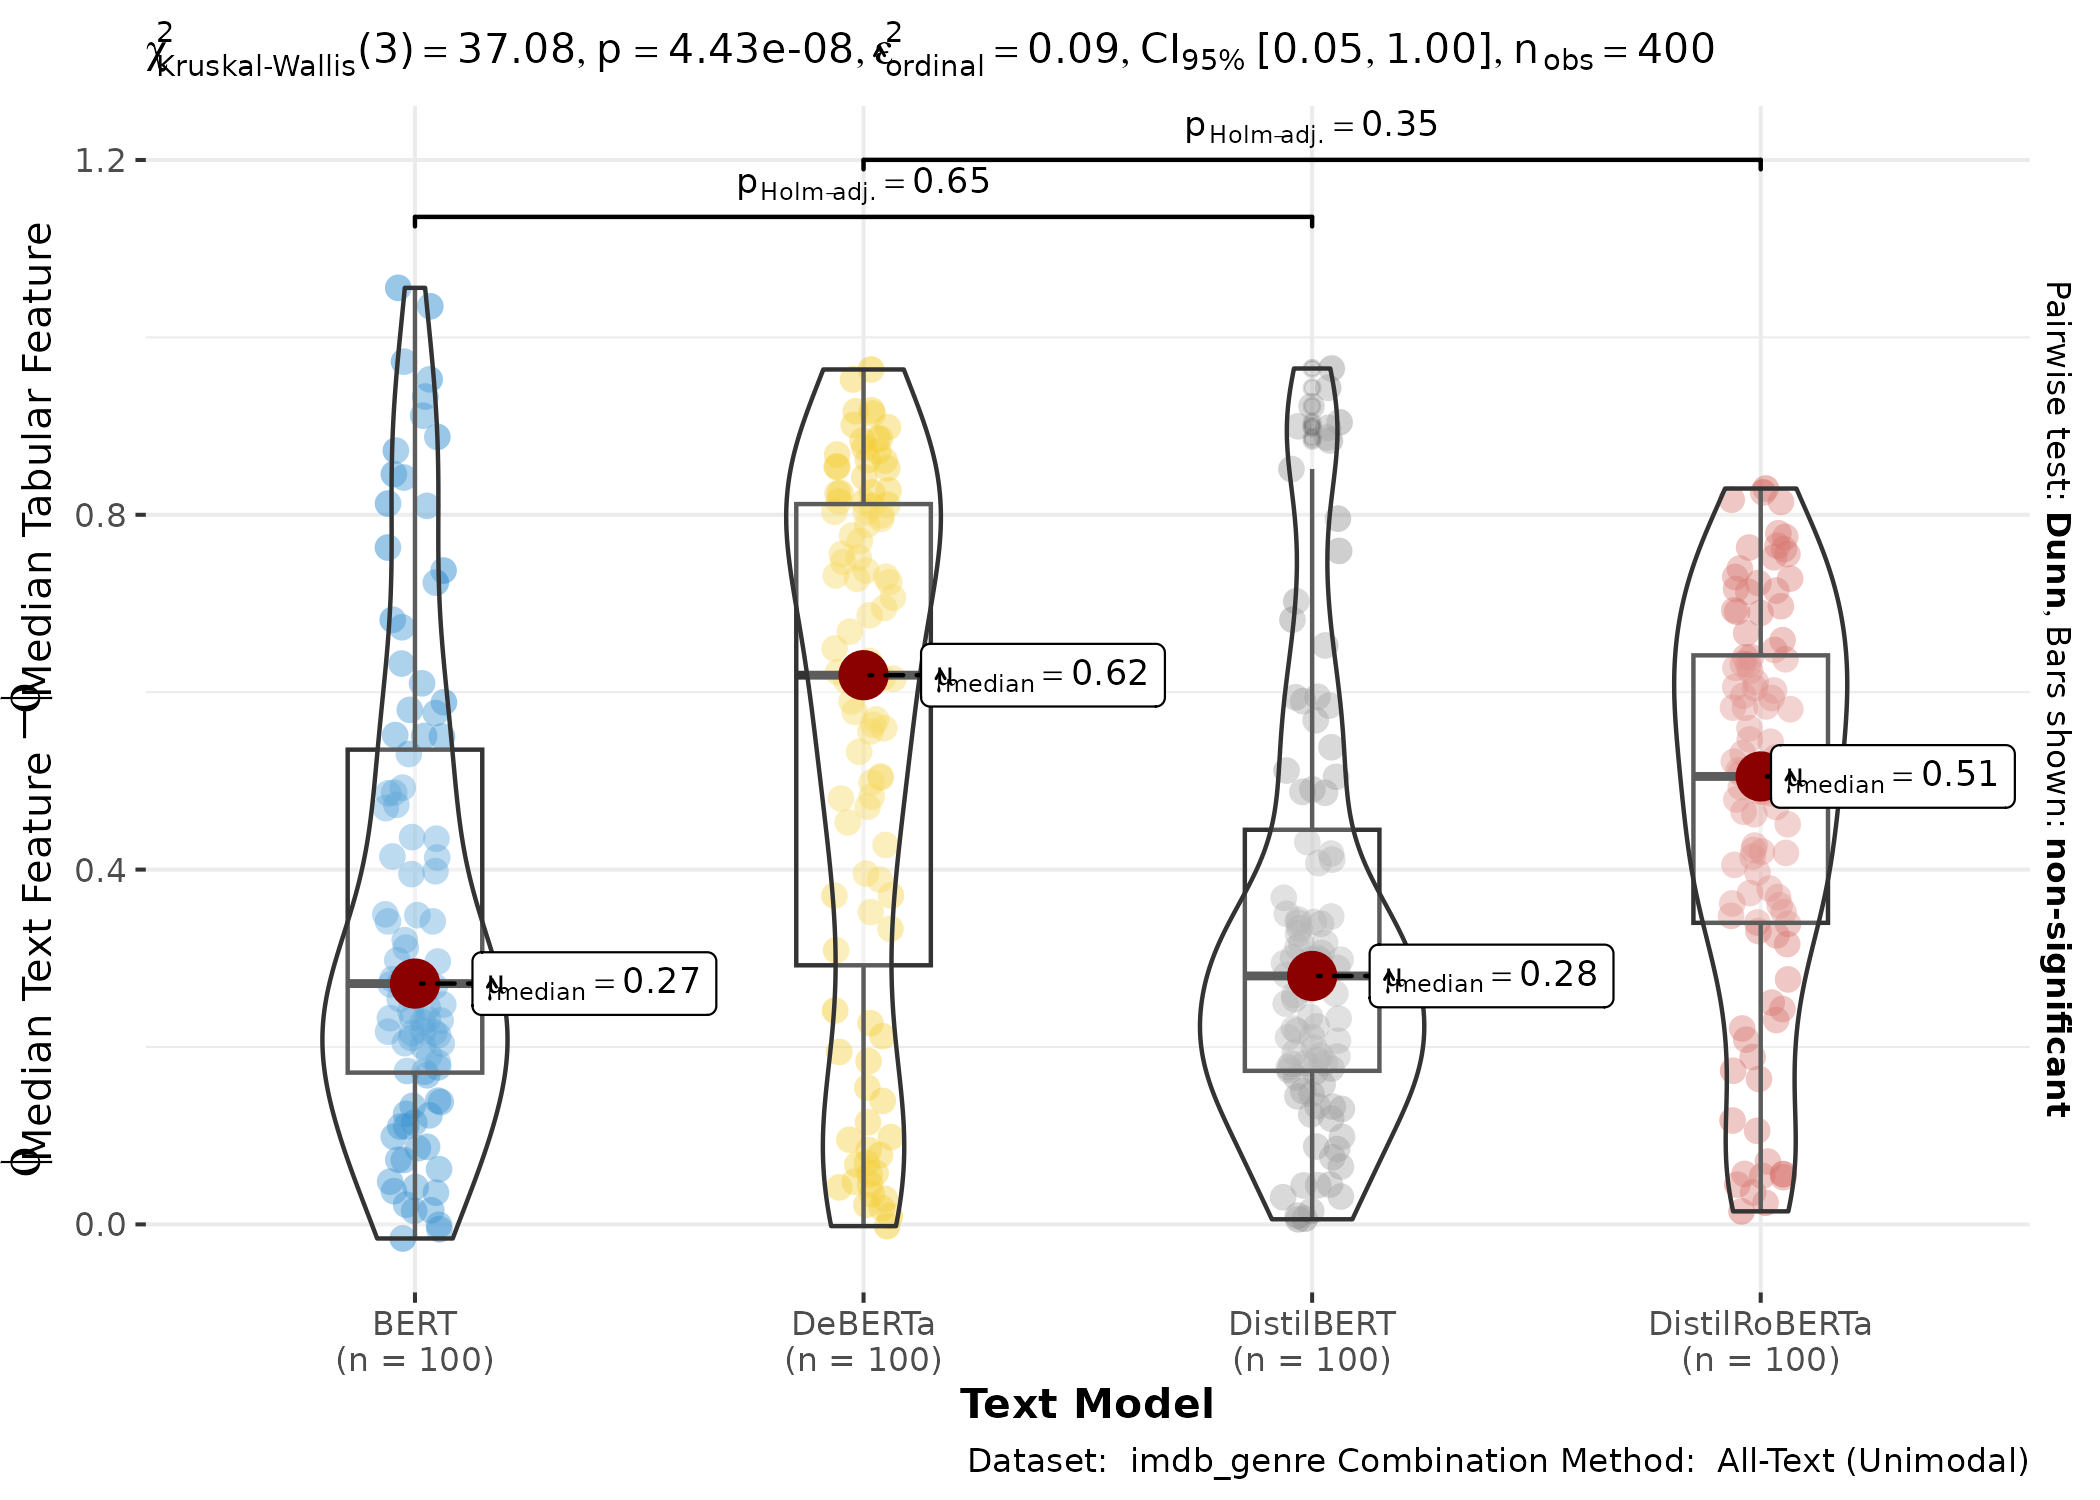 χ²Kruskal-Wallis(3) = 37.08, p = 4.43e-08, ε²ordinal = 0.09, CI95% [0.05, 1.00], nobs = 400
pHolm-adj. = 0.35
pHolm-adj. = 0.65
1.2
0.8
0.4
0.0
ϕMedian Text Feature − ϕMedian Tabular Feature
μ̂median = 0.27
μ̂median = 0.62
μ̂median = 0.28
μ̂median = 0.51
Pairwise test: Dunn, Bars shown: non-significant
BERT
(n = 100)
DeBERTa
(n = 100)
DistilBERT
(n = 100)
DistilRoBERTa
(n = 100)
Text Model
Dataset:  imdb_genre Combination Method:  All-Text (Unimodal)